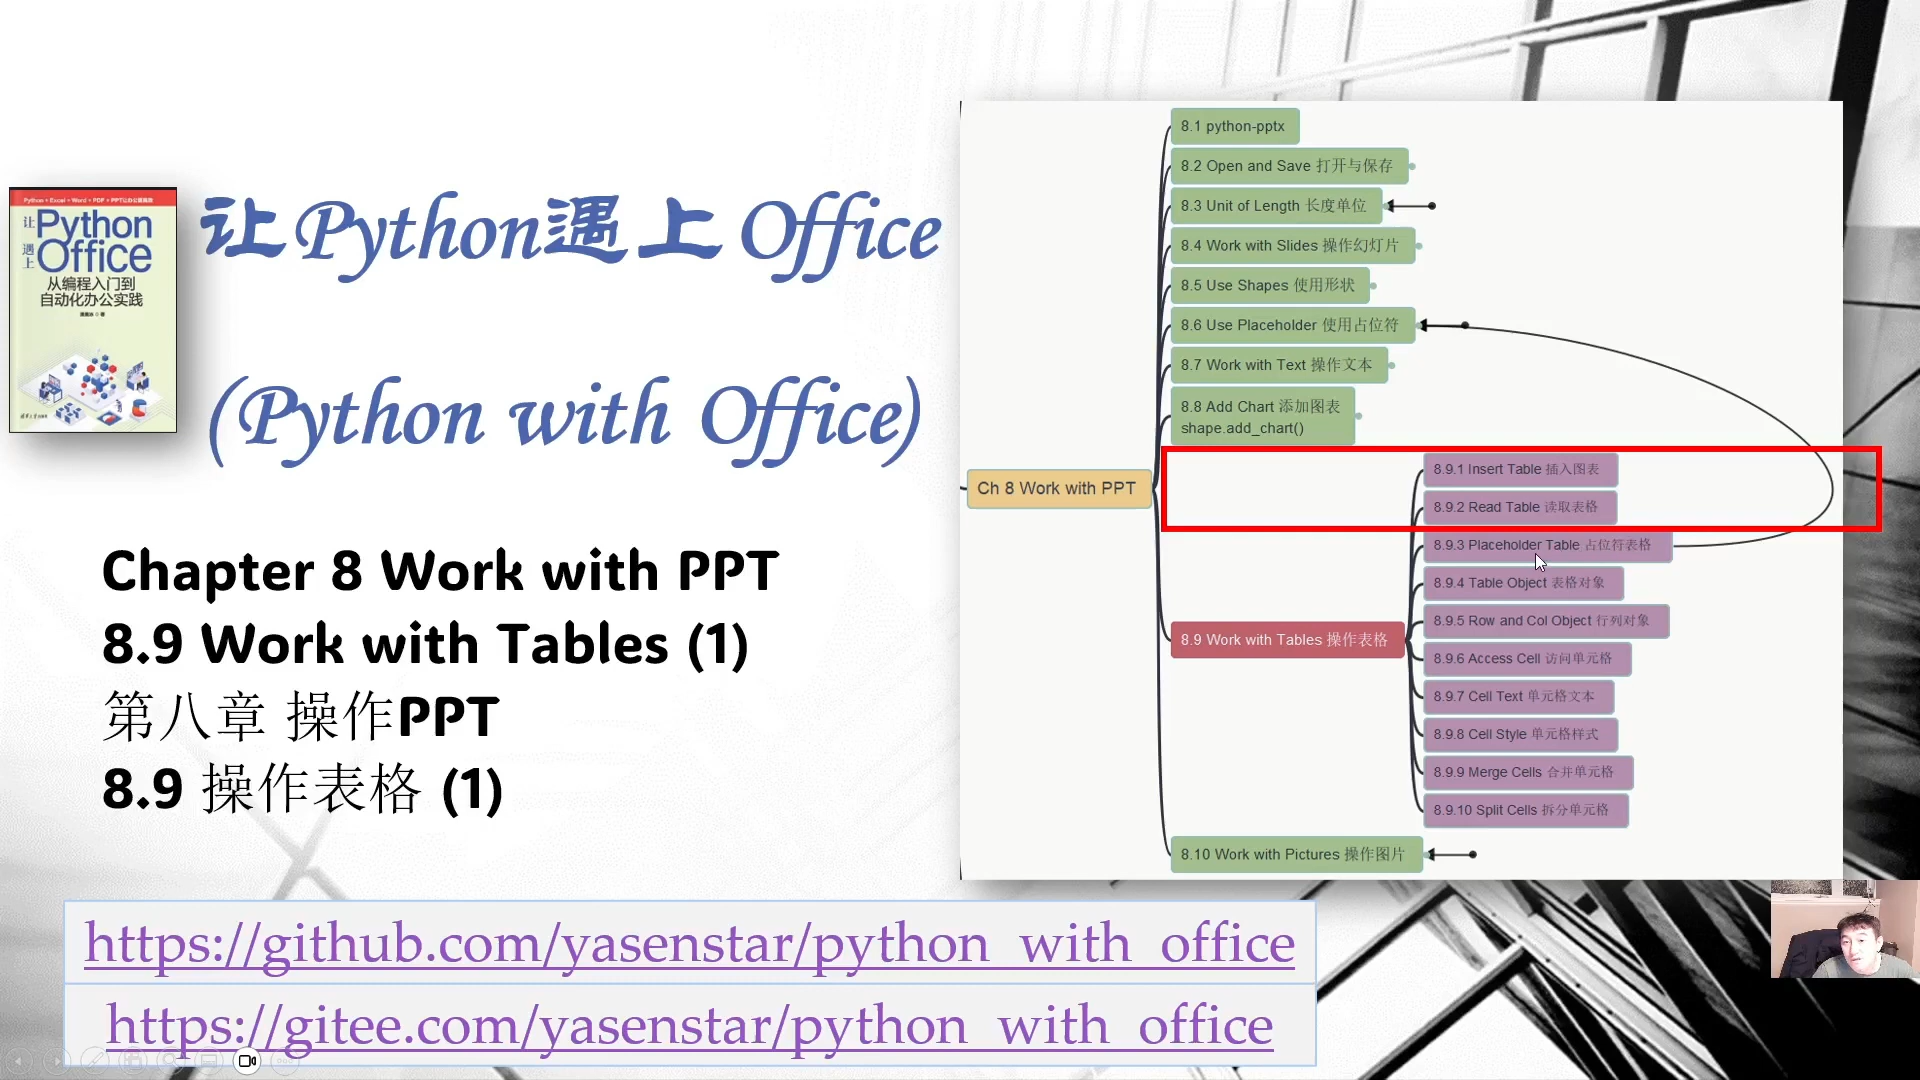 Python + Excel + Word + PDF + PPT让办公更高效
让
遇
上
Python
Office
从编程入门到
自动化办公实践
让Python遇上Office
(Python with Office)
Chapter 8 Work with PPT
8.9 Work with Tables (1)
第八章 操作PPT
8.9 操作表格 (1)
Ch 8 Work with PPT
8.1 python-pptx
8.2 Open and Save 打开与保存
8.3 Unit of Length 长度单位
8.4 Work with Slides 操作幻灯片
8.5 Use Shapes 使用形状
8.6 Use Placeholder 使用占位符
8.7 Work with Text 操作文本
8.8 Add Chart 添加图表
shape.add_chart()
8.9 Work with Tables 操作表格
8.9.1 Insert Table 插入图表
8.9.2 Read Table 读取表格
8.9.3 Placeholder Table 占位符表格
8.9.4 Table Object 表格对象
8.9.5 Row and Col Object 行列对象
8.9.6 Access Cell 访问单元格
8.9.7 Cell Text 单元格文本
8.9.8 Cell Style 单元格样式
8.9.9 Merge Cells 合并单元格
8.9.10 Split Cells 拆分单元格
8.10 Work with Pictures 操作图片
https://github.com/yasenstar/python_with_office
https://gitee.com/yasenstar/python_with_office